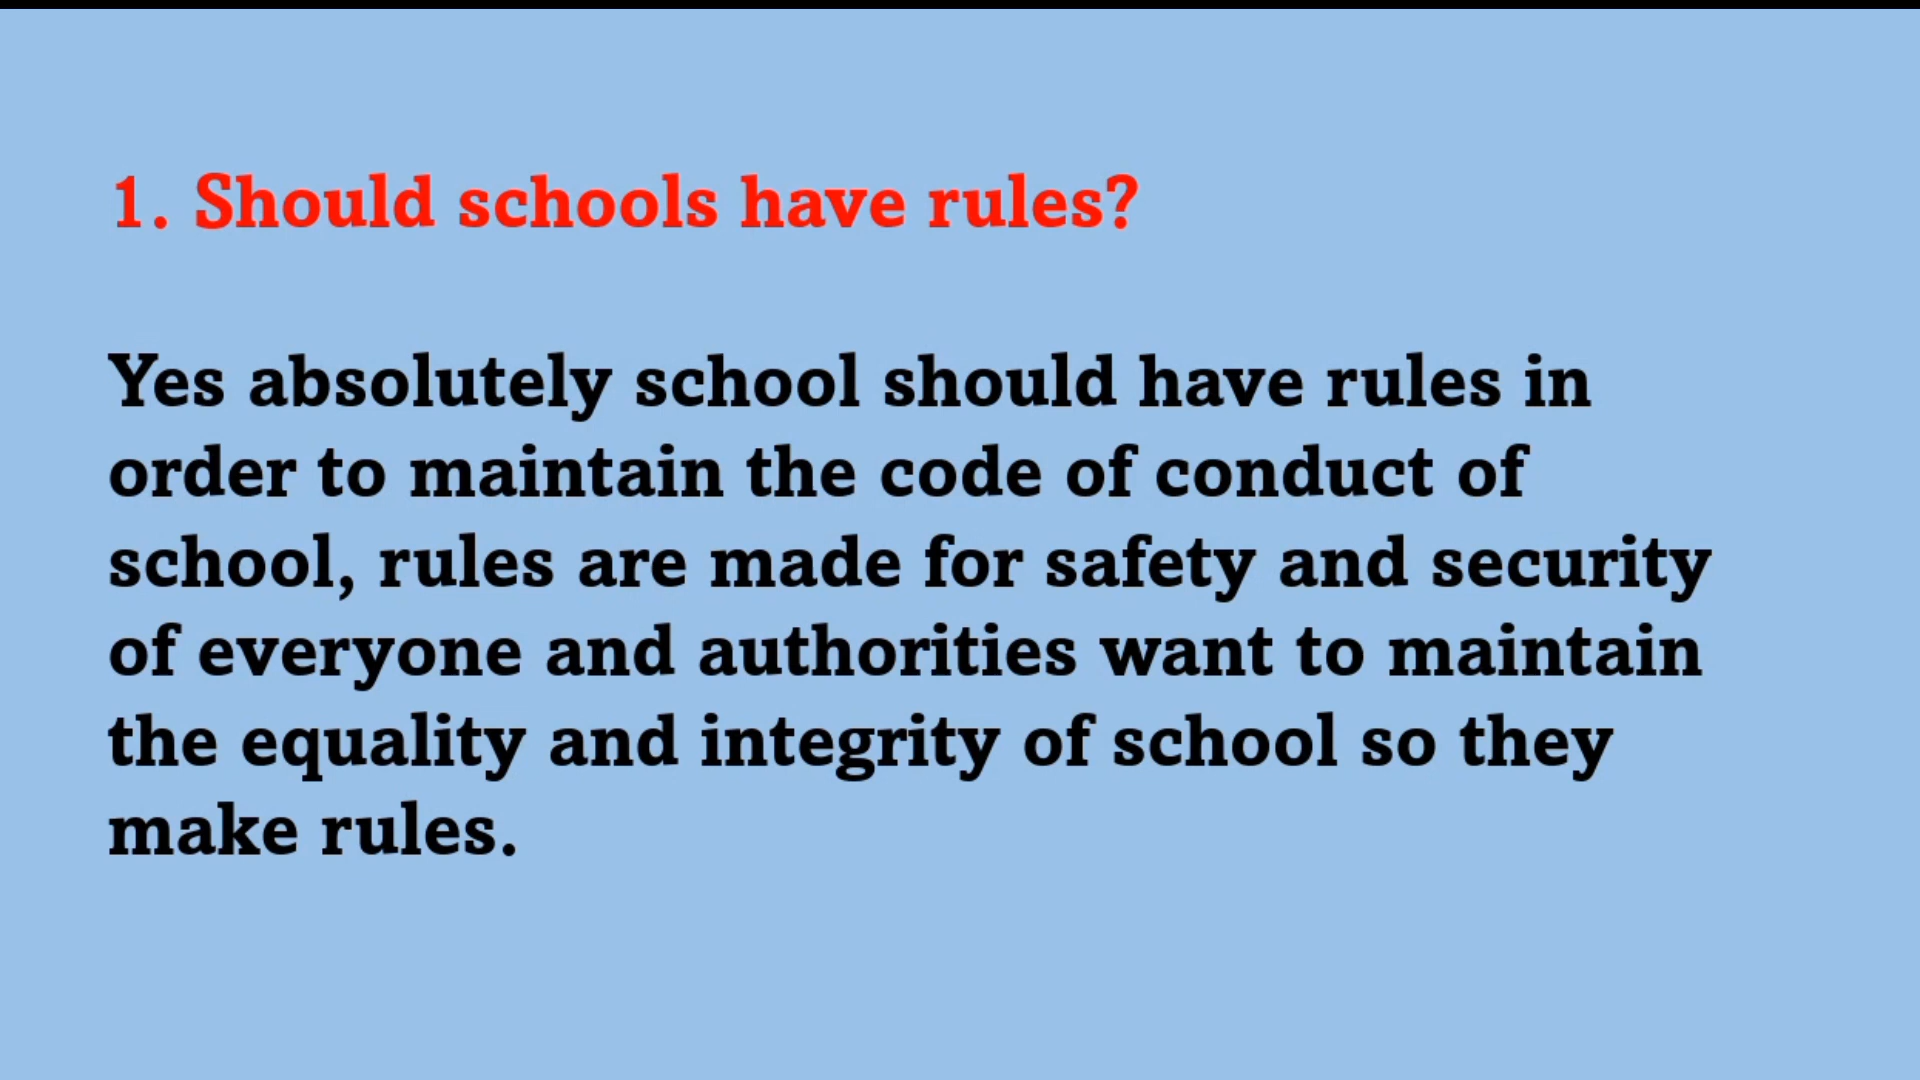 1. Should schools have rules?
Yes absolutely school should have rules in
order to maintain the code of conduct of
school, rules are made for safety and security
of everyone and authorities want to maintain
the equality and integrity of school so they
make rules.